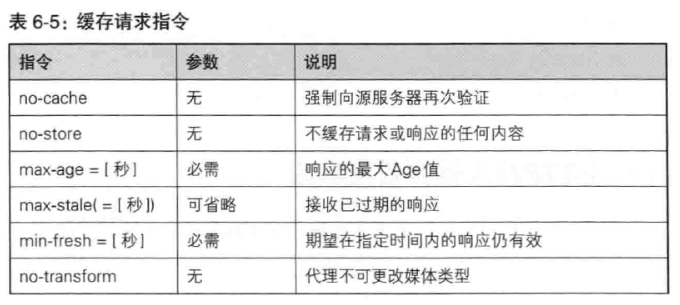 表 6-5：缓存请求指令
指令 参数 说明
no-cache 无 强制向源服务器再次验证
no-store 无 不缓存请求或响应的任何内容
max-age = [ 秒 ] 必需 响应的最大Age值
max-stale( = [ 秒 ]) 可省略 接收已过期的响应
min-fresh = [ 秒 ] 必需 期望在指定时间内的响应仍有效
no-transform 无 代理不可更改媒体类型